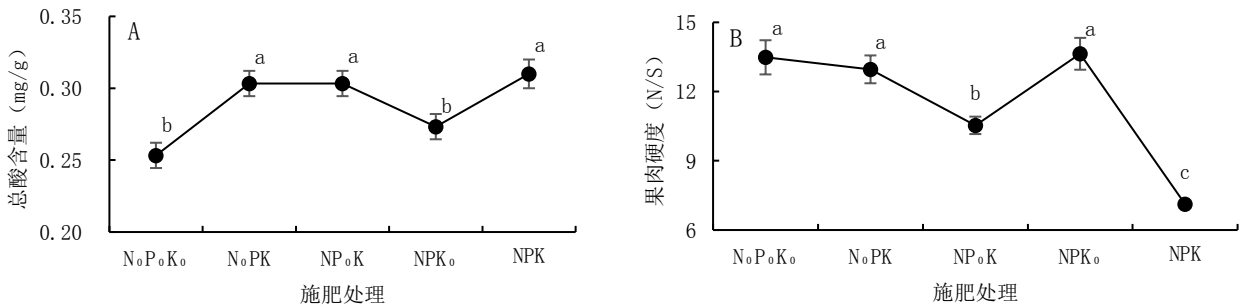 A
总酸含量（mg/g）
0.35
0.30
0.25
0.20
b
a
a
b
a
N₀P₀K₀ N₀PK NP₀K NPK₀ NPK
施肥处理
B
果肉硬度（N/S）
15
12
9
6
a
a
b
a
c
N₀P₀K₀ N₀PK NP₀K NPK₀ NPK
施肥处理